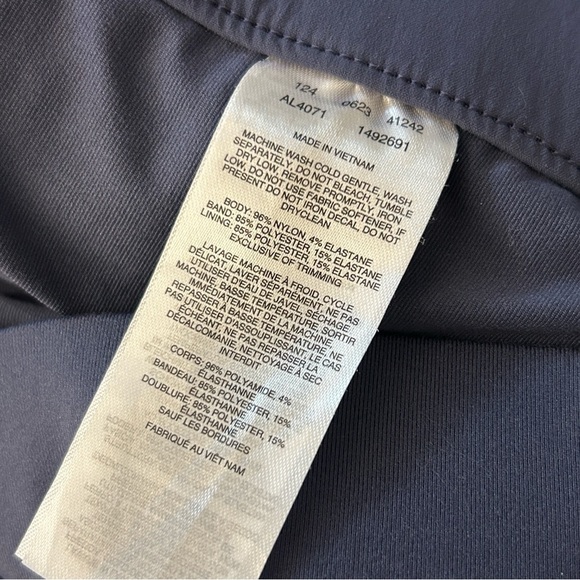 124 0623 41242
AL4071 1492691
MADE IN VIETNAM
MACHINE WASH COLD GENTLE, WASH
SEPARATELY, DO NOT BLEACH, TUMBLE
DRY LOW, REMOVE PROMPTLY, IRON
LOW, DO NOT USE FABRIC SOFTENER, IF
PRESENT DO NOT IRON DECAL, DO NOT
DRYCLEAN
BODY: 96% NYLON, 4% ELASTANE
BAND: 85% POLYESTER, 15% ELASTANE
LINING: 85% POLYESTER, 15% ELASTANE
EXCLUSIVE OF TRIMMING
LAVAGE MACHINE À FROID, CYCLE
DÉLICAT, LAVER SÉPARÉMENT, NE PAS
UTILISER D'EAU DE JAVEL, SÉCHAGE
MACHINE, BASSE TEMPÉRATURE, SORTIR
IMMÉDIATEMENT DE LA MACHINE,
REPASSER À BASSE TEMPÉRATURE, NE
PAS UTILISER D'ASSOUPLISSANT, LE CAS
ÉCHÉANT, NE PAS REPASSER LA
DÉCALCOMANIE, NETTOYAGE À SEC
INTERDIT
CORPS: 96% POLYAMIDE, 4%
ÉLASTHANNE
BANDEAU: 85% POLYESTER, 15%
ÉLASTHANNE
DOUBLURE: 85% POLYESTER, 15%
ÉLASTHANNE
SAUF LES BORDURES
FABRIQUÉ AU VIÊT NAM